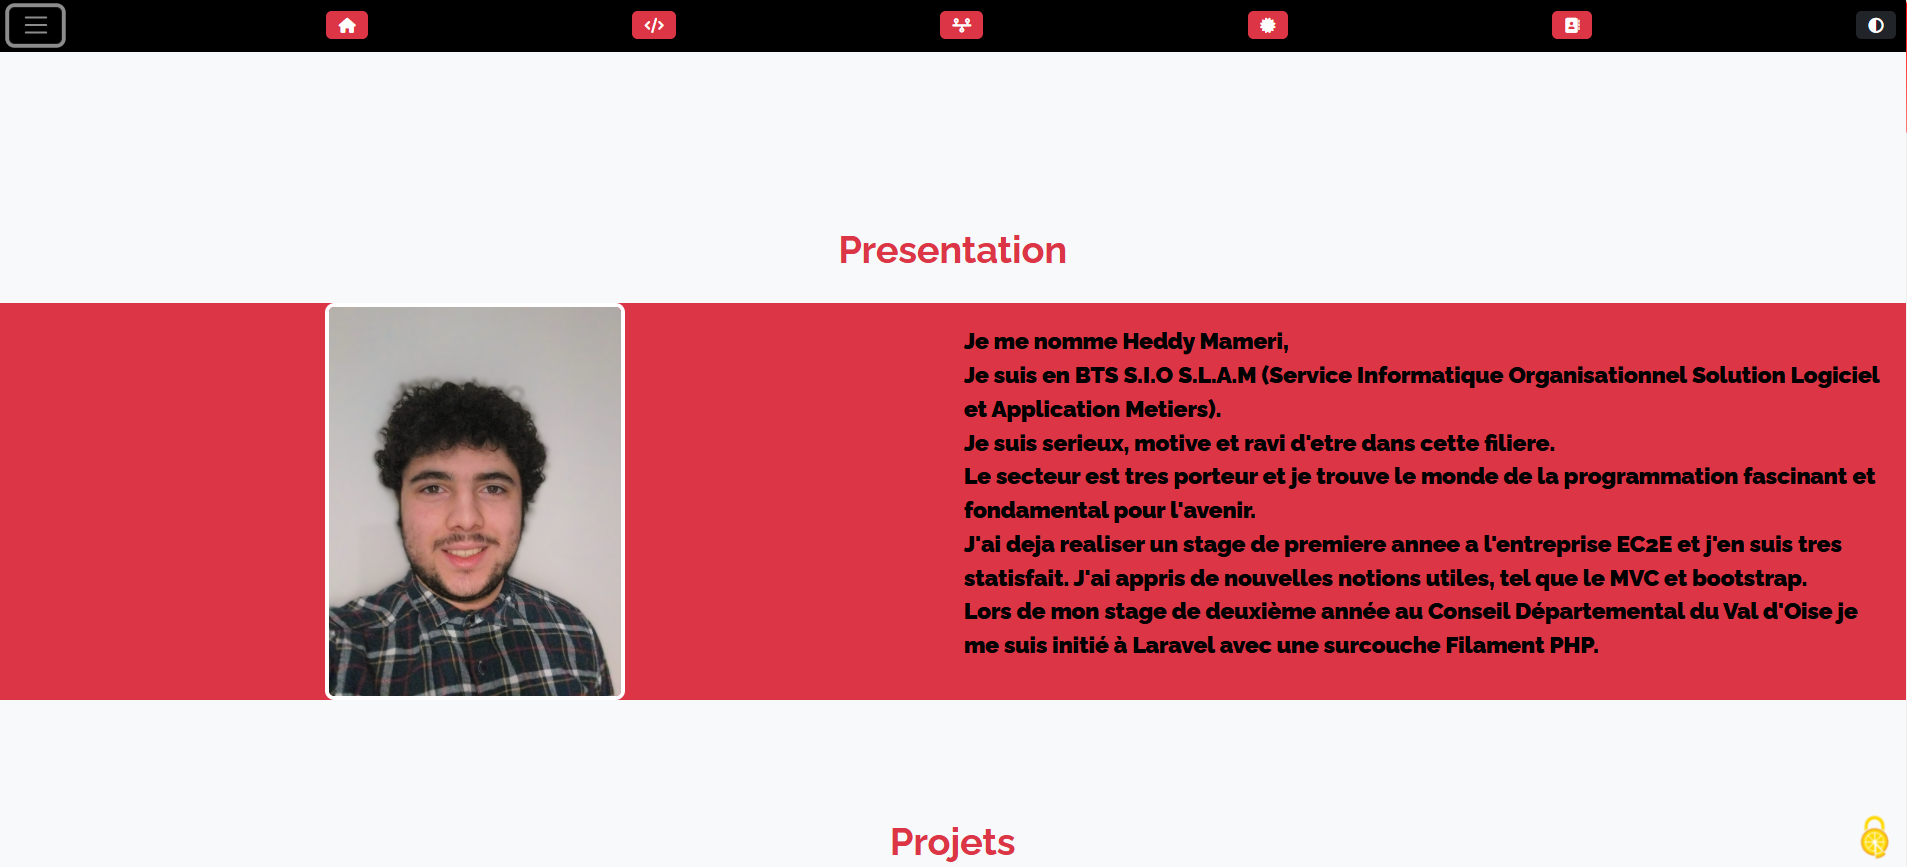 Presentation
Je me nomme Heddy Mameri,
Je suis en BTS S.I.O S.L.A.M (Service Informatique Organisationnel Solution Logiciel
et Application Metiers).
Je suis serieux, motive et ravi d'etre dans cette filiere.
Le secteur est tres porteur et je trouve le monde de la programmation fascinant et
fondamental pour l'avenir.
J'ai deja realiser un stage de premiere annee a l'entreprise EC2E et j'en suis tres
statisfait. J'ai appris de nouvelles notions utiles, tel que le MVC et bootstrap.
Lors de mon stage de deuxième année au Conseil Départemental du Val d'Oise je
me suis initié à Laravel avec une surcouche Filament PHP.
Projets